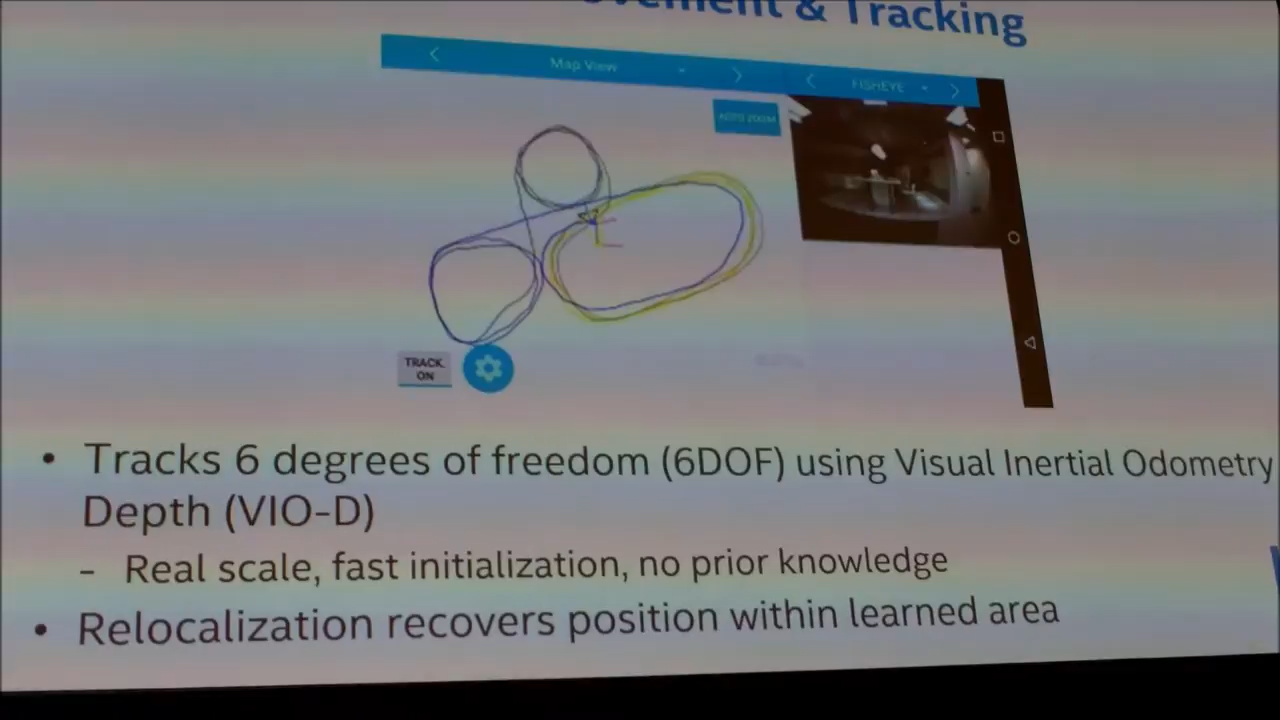 & Tracking
Map View
FISHEYE
AUTO ZOOM
TRACK
ON
• Tracks 6 degrees of freedom (6DOF) using Visual Inertial Odometry
Depth (VIO-D)
– Real scale, fast initialization, no prior knowledge
• Relocalization recovers position within learned area